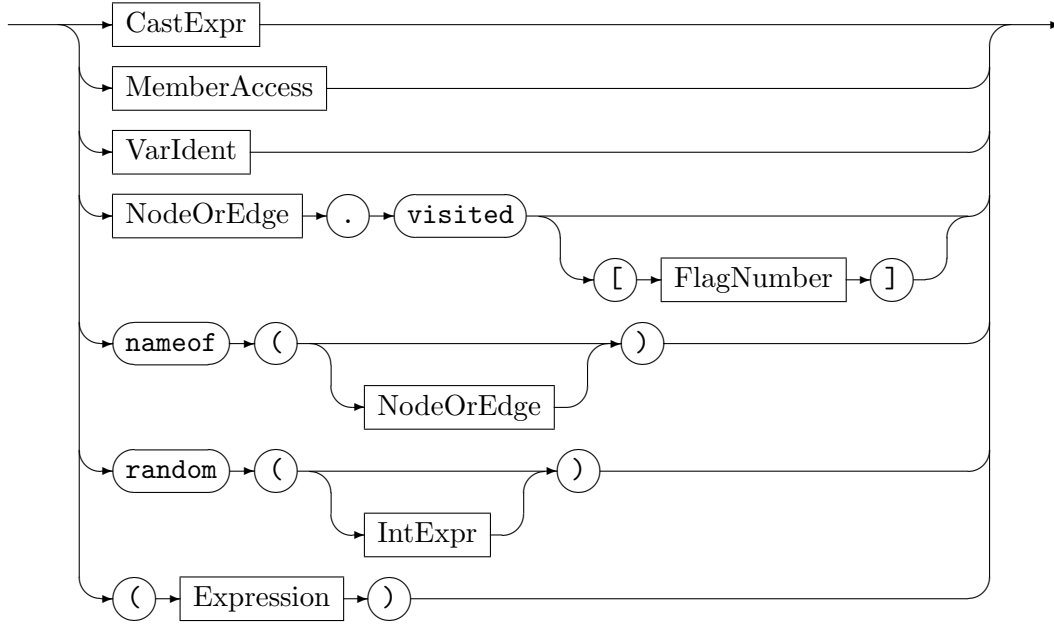 CastExpr
MemberAccess
VarIdent
NodeOrEdge . visited
[ FlagNumber ]
nameof ( )
NodeOrEdge
random ( )
IntExpr
( Expression )